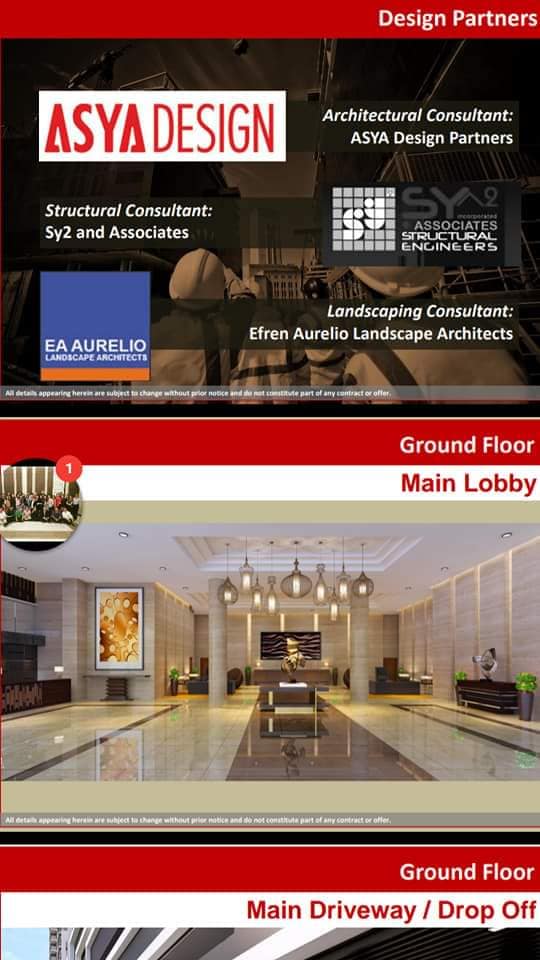 Design Partners
ASYA DESIGN
Architectural Consultant:
ASYA Design Partners
Structural Consultant:
Sy2 and Associates
SY^2
incorporated
ASSOCIATES
STRUCTURAL
ENGINEERS
Landscaping Consultant:
Efren Aurelio Landscape Architects
EA AURELIO
LANDSCAPE ARCHITECTS
All details appearing herein are subject to change without prior notice and do not constitute part of any contract or offer.
Ground Floor
1
Main Lobby
All details appearing herein are subject to change without prior notice and do not constitute part of any contract or offer.
Ground Floor
Main Driveway / Drop Off